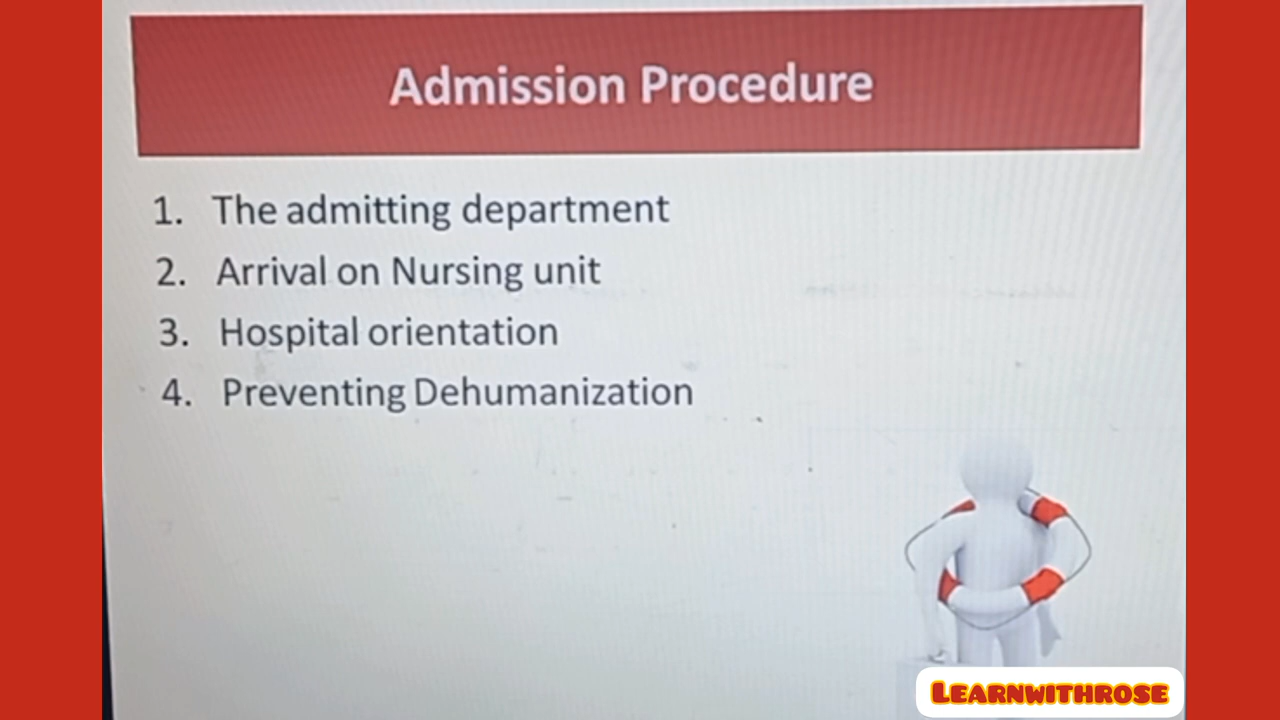 Admission Procedure
1. The admitting department
2. Arrival on Nursing unit
3. Hospital orientation
4. Preventing Dehumanization
LEARNWITHROSE